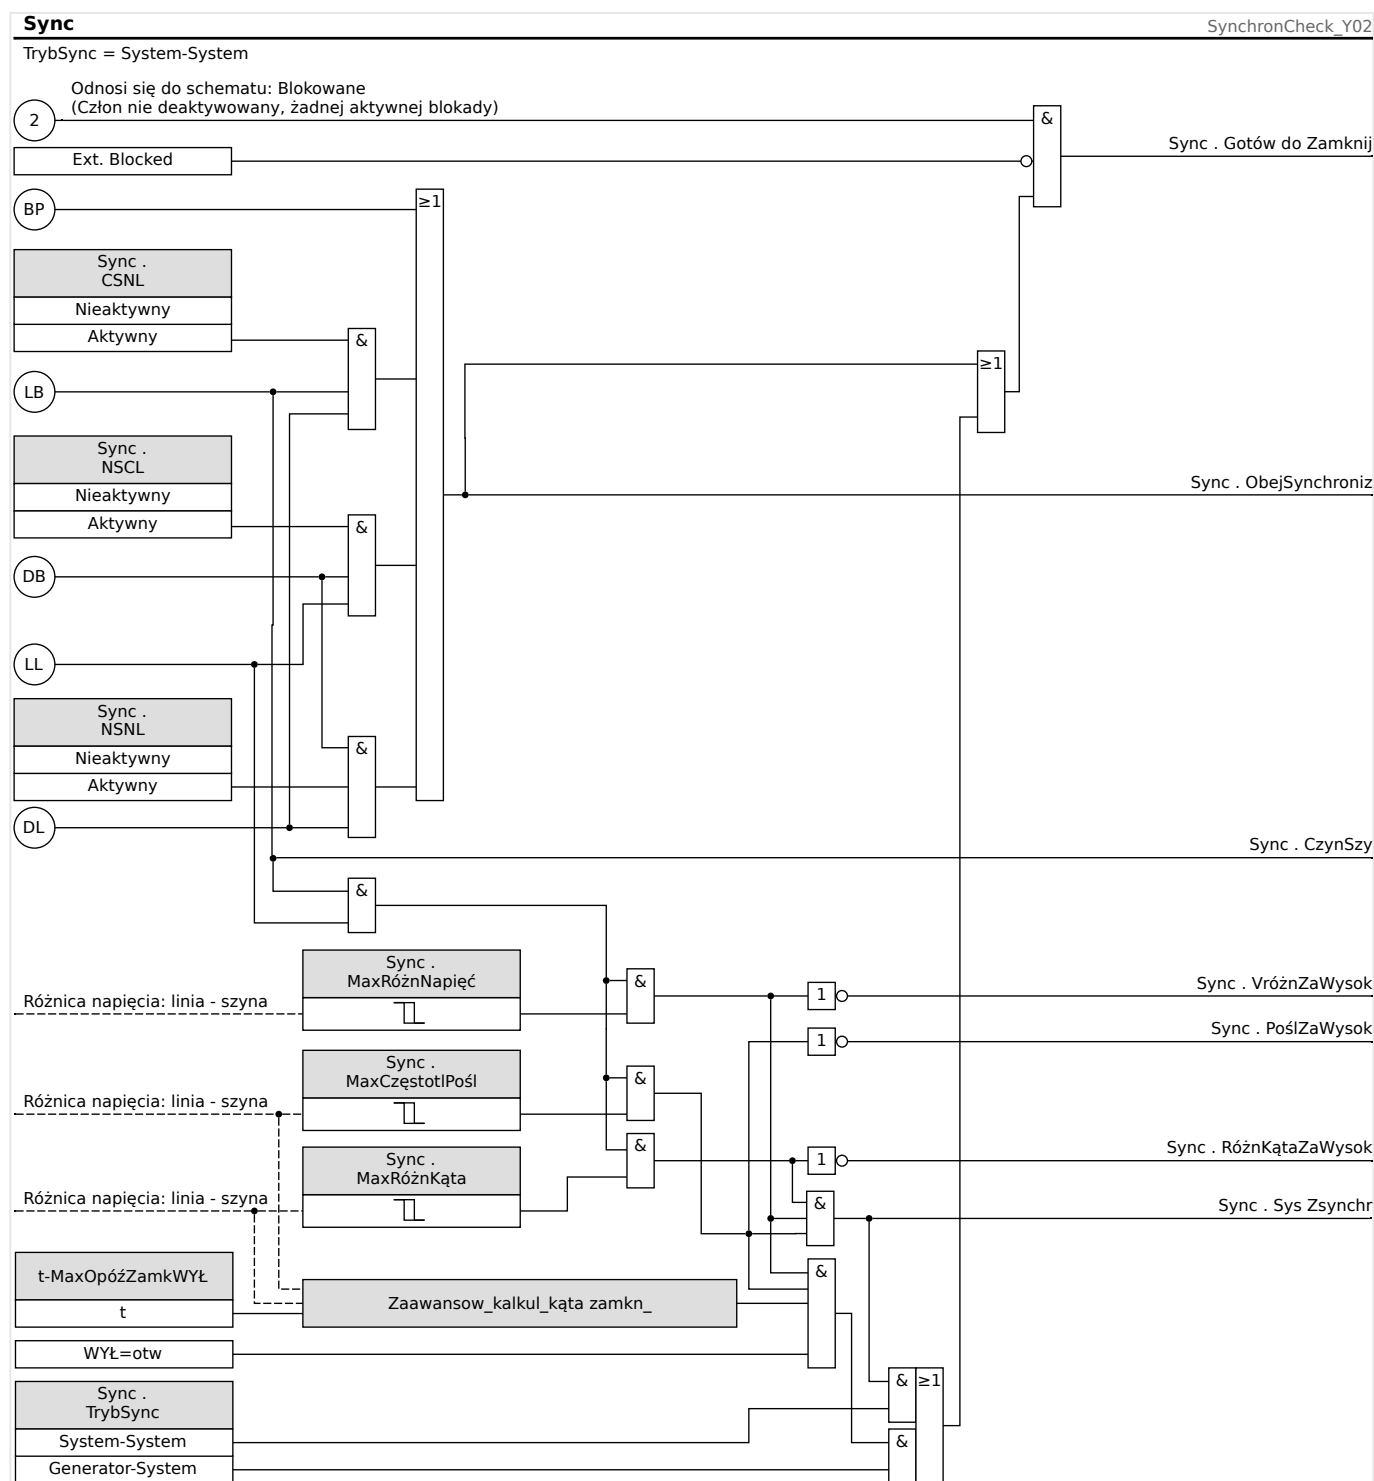 Sync
SynchronCheck_Y02
TrybSync = System-System
Odnosi się do schematu: Blokowane
(Człon nie deaktywowany, żadnej aktywnej blokady)
2
&
Sync . Gotów do Zamknij
Ext. Blocked
BP
≥1
Sync .
CSNL
Nieaktywny
Aktywny
&
≥1
LB
Sync .
NSCL
Nieaktywny
Sync . ObejSynchroniz
Aktywny
&
DB
LL
Sync .
NSNL
Nieaktywny
&
Aktywny
DL
Sync . CzynSzy
&
Sync .
MaxRóżnNapięć
&
Sync . VróżnZaWysok
Różnica napięcia: linia - szyna
1
Sync . PoślZaWysok
1
Sync .
MaxCzęstotlPośl
&
Różnica napięcia: linia - szyna
&
Sync . RóżnKątaZaWysok
Sync .
MaxRóżnKąta
1
Różnica napięcia: linia - szyna
&
Sync . Sys Zsynchr
t-MaxOpóźZamkWYŁ
&
t
Zaawansow_kalkul_kąta zamkn_
WYŁ=otw
Sync .
TrybSync
&
≥1
System-System
&
Generator-System